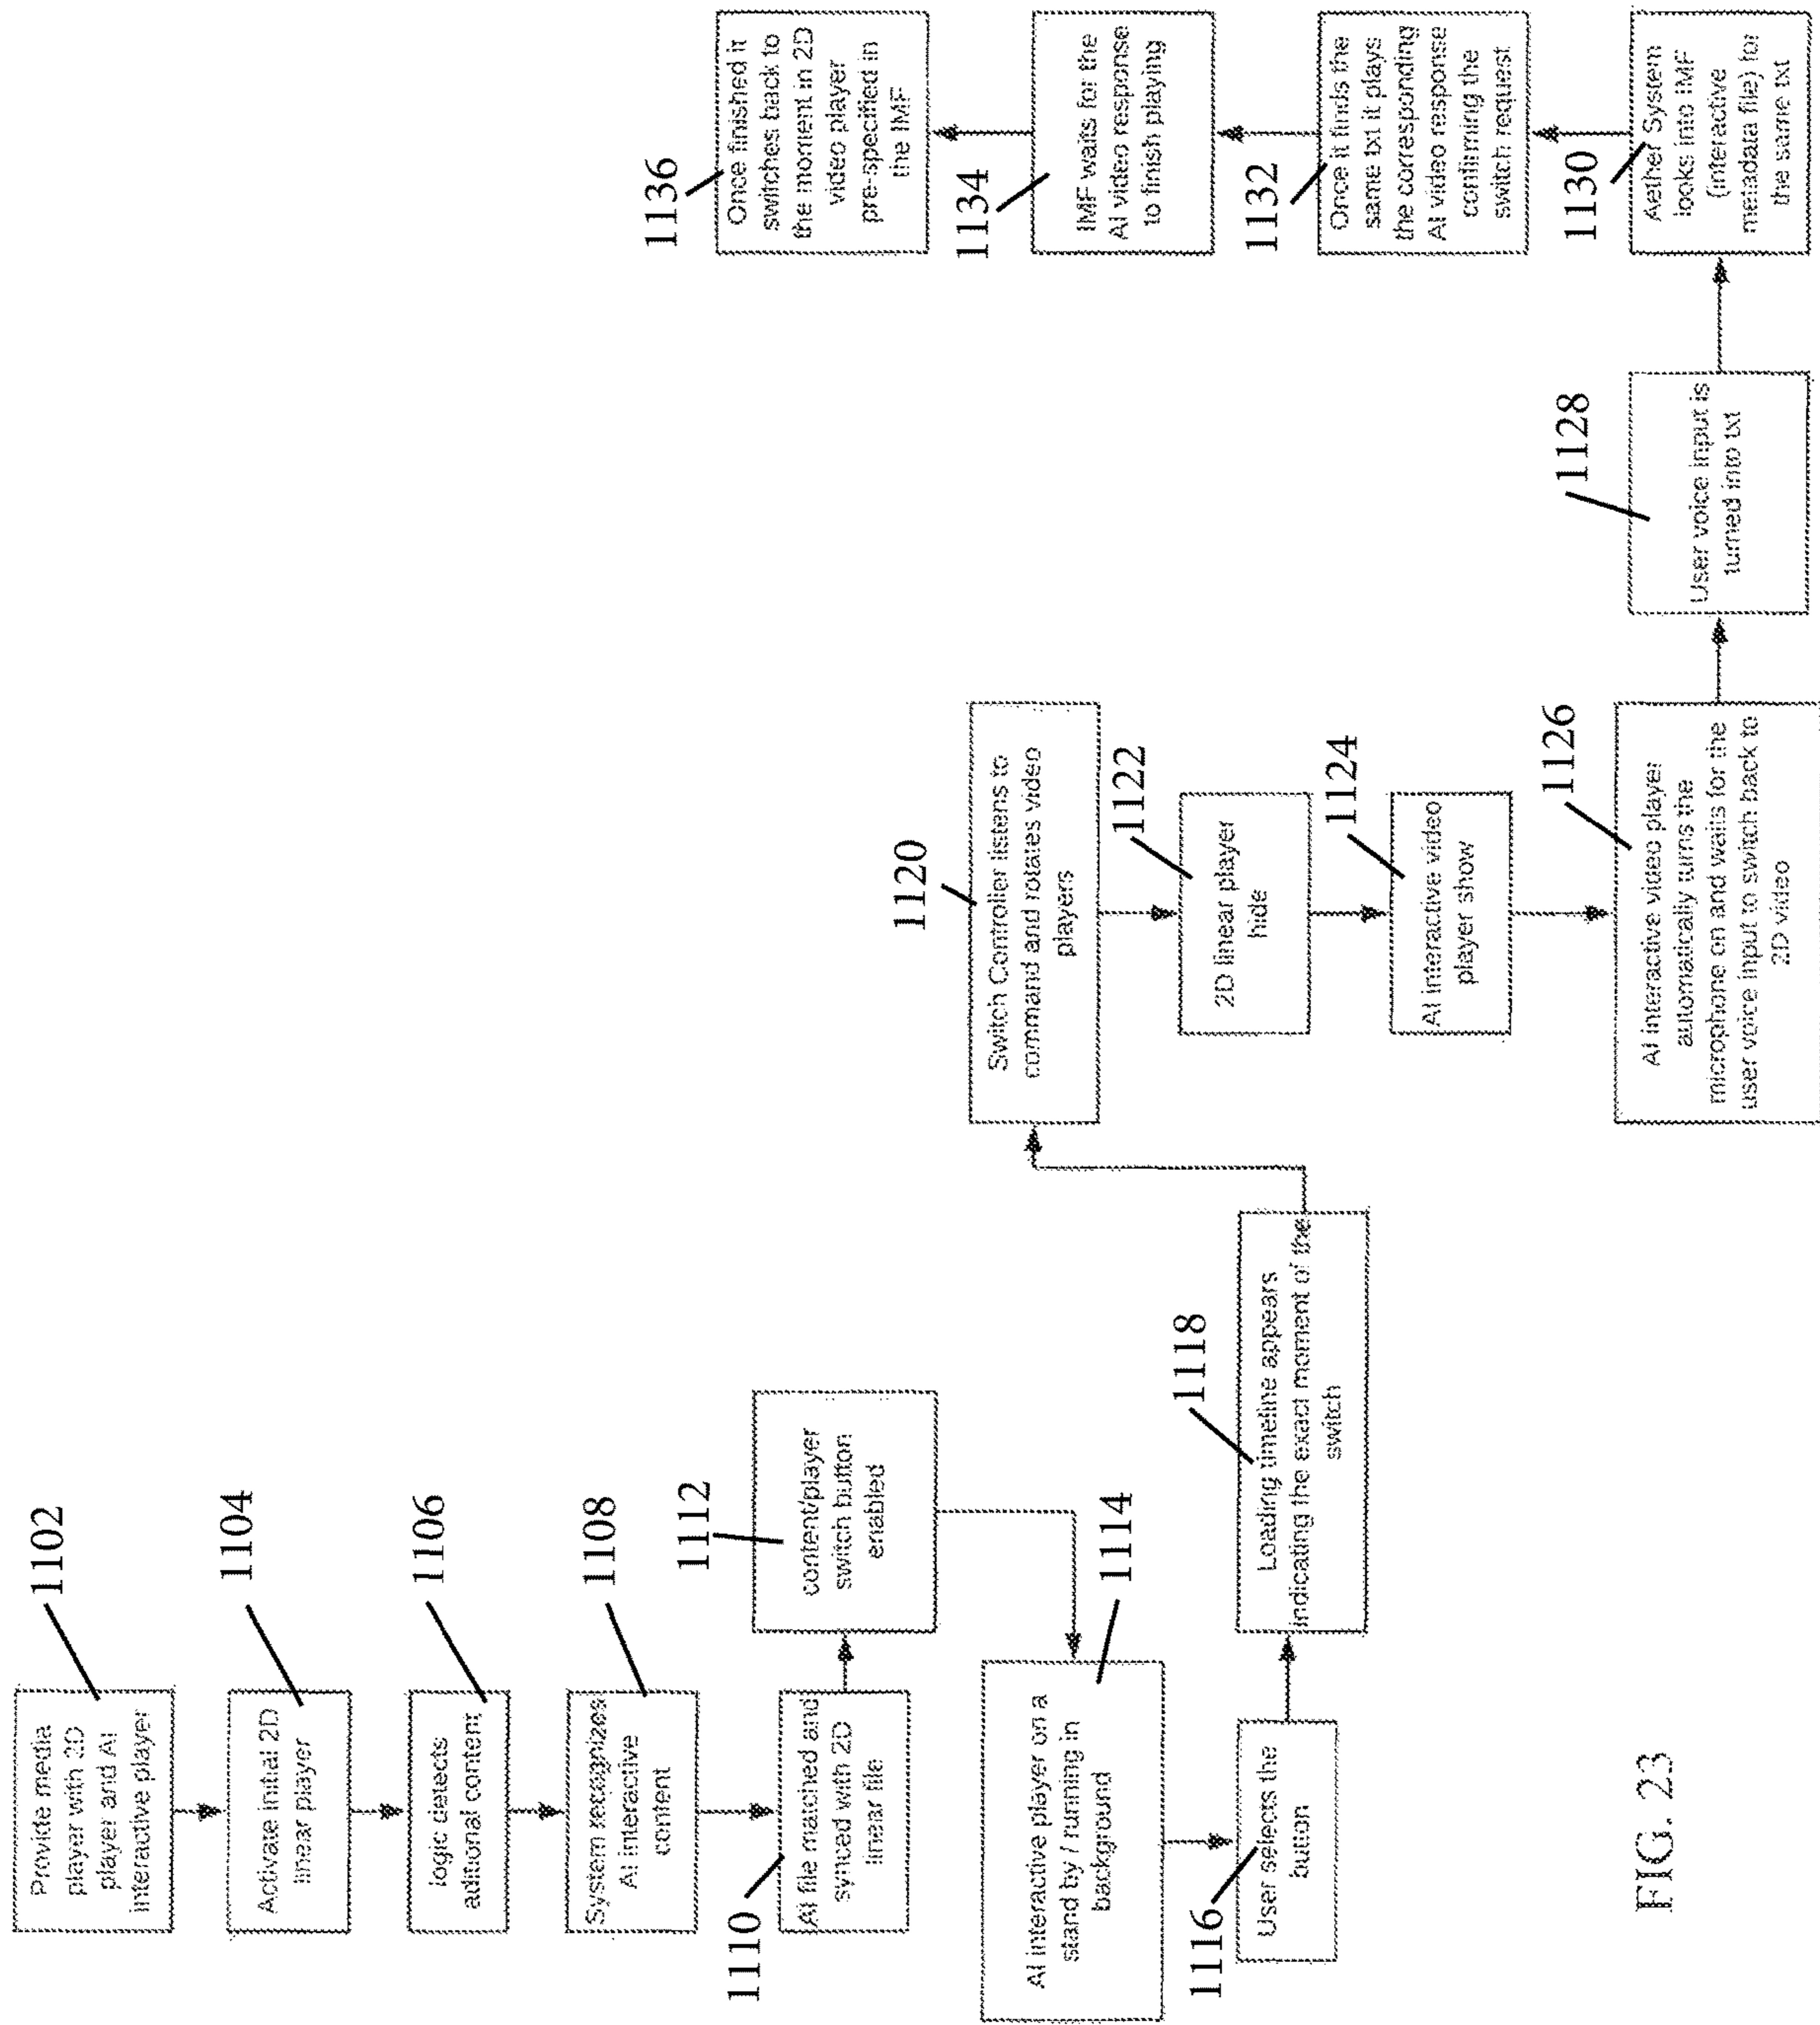 1102
Provide media
player with 2D
player and AI
interactive player
1104
Activate initial 2D
linear player
1106
logic detects
aditional content
1108
System recognizes
AI interactive
content
1110
AI file matched and
synced with 2D
linear file
1112
content/player
switch button
enabled
1114
AI interactive player on a
stand by / running in
background
1116
User selects the
button
1118
Loading timeline appears
indicating the exact moment of the
switch
1120
Switch Controller listens to
command and rotates video
players
1122
2D linear player
hide
1124
AI interactive video
player show
1126
AI interactive video player
automatically turns the
microphone on and waits for the
user voice input to switch back to
2D video
1128
User voice input is
turned into txt
1130
Aether System
looks into IMF
(interactive
metadata file) for
the same txt
1132
Once it finds the
same txt it plays
the corresponding
AI video response
confirming the
switch request
1134
IMF waits for the
AI video response
to finish playing
1136
Once finished it
switches back to
the moment in 2D
video player
pre-specified in
the IMF
FIG. 23